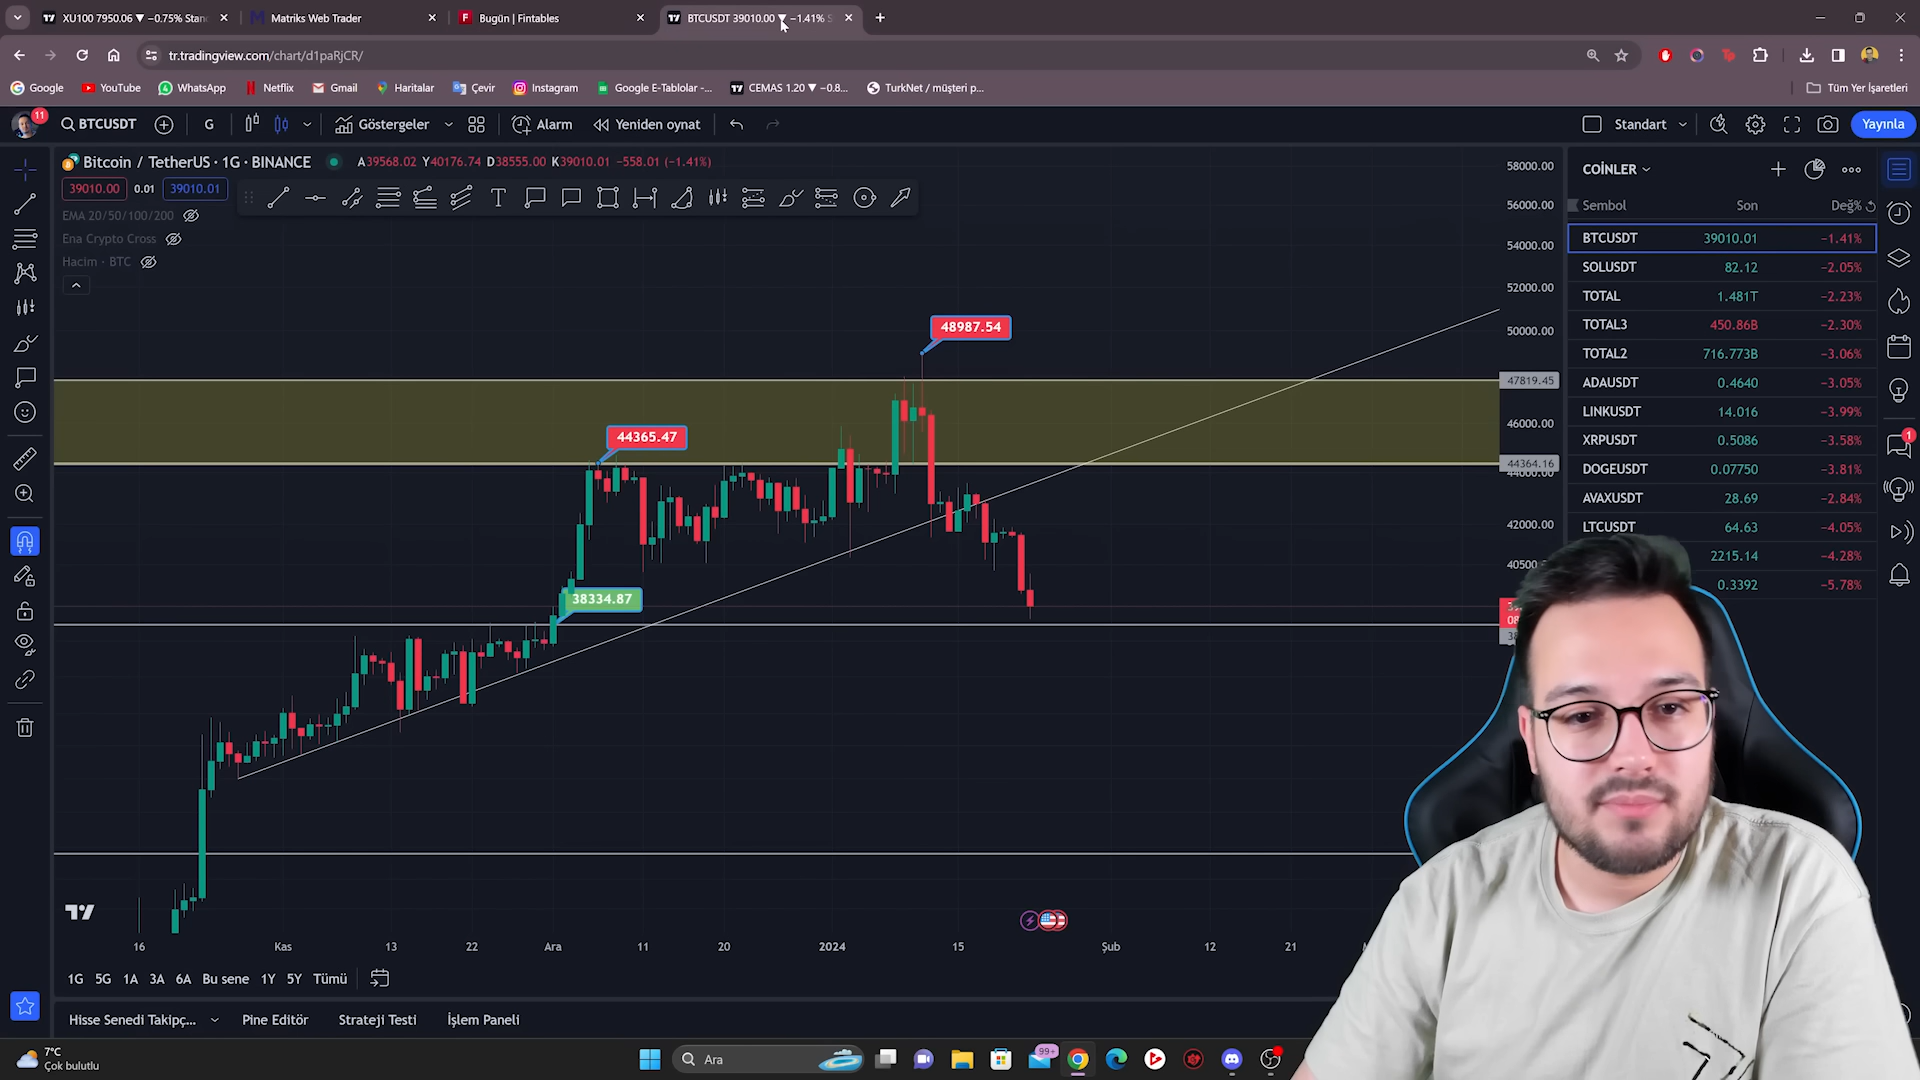 XU100 7950.06 ▼ −0.75% Stan
Matriks Web Trader
Bugün | Fintables
BTCUSDT 39010.00 ▼ −1.41% S
tr.tradingview.com/chart/d1paRjCR/
Google
YouTube
WhatsApp
Netflix
Gmail
Haritalar
Çevir
Instagram
Google E-Tablolar -...
CEMAS 1.20 ▼ −0.8...
TurkNet / müşteri p...
Tüm Yer İşaretleri
11
BTCUSDT
G
Göstergeler
Alarm
Yeniden oynat
Standart
Yayınla
Bitcoin / TetherUS · 1G · BINANCE
A39568.02 Y40176.74 D38555.00 K39010.01 −558.01 (−1.41%)
39010.00
0.01
39010.01
EMA 20/50/100/200
Ena Crypto Cross
Hacim · BTC
48987.54
44365.47
38334.87
58000.00
56000.00
54000.00
52000.00
50000.00
47819.45
46000.00
44364.16
44000.00
42000.00
COİNLER
Sembol Son Değ%
BTCUSDT 39010.01 −1.41%
SOLUSDT 82.12 −2.05%
TOTAL 1.481T −2.23%
TOTAL3 450.86B −2.30%
TOTAL2 716.773B −3.06%
ADAUSDT 0.4640 −3.05%
LINKUSDT 14.016 −3.99%
XRPUSDT 0.5086 −3.58%
DOGEUSDT 0.07750 −3.81%
AVAXUSDT 28.69 −2.84%
LTCUSDT 64.63 −4.05%
2215.14 −4.28%
0.3392 −5.78%
1
16
Kas
13
22
Ara
11
20
2024
15
Şub
12
21
1G 5G 1A 3A 6A Bu sene 1Y 5Y Tümü
Hisse Senedi Takipç...
Pine Editör
Strateji Testi
İşlem Paneli
7°C
Çok bulutlu
Ara
99+